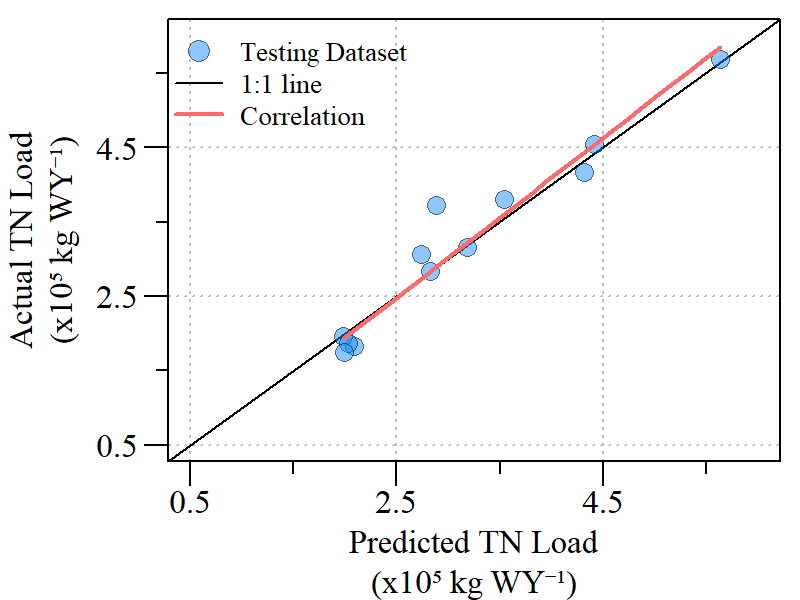 Testing Dataset
1:1 line
Correlation
Actual TN Load
(x10⁵ kg WY⁻¹)
4.5
2.5
0.5
0.5
2.5
4.5
Predicted TN Load
(x10⁵ kg WY⁻¹)